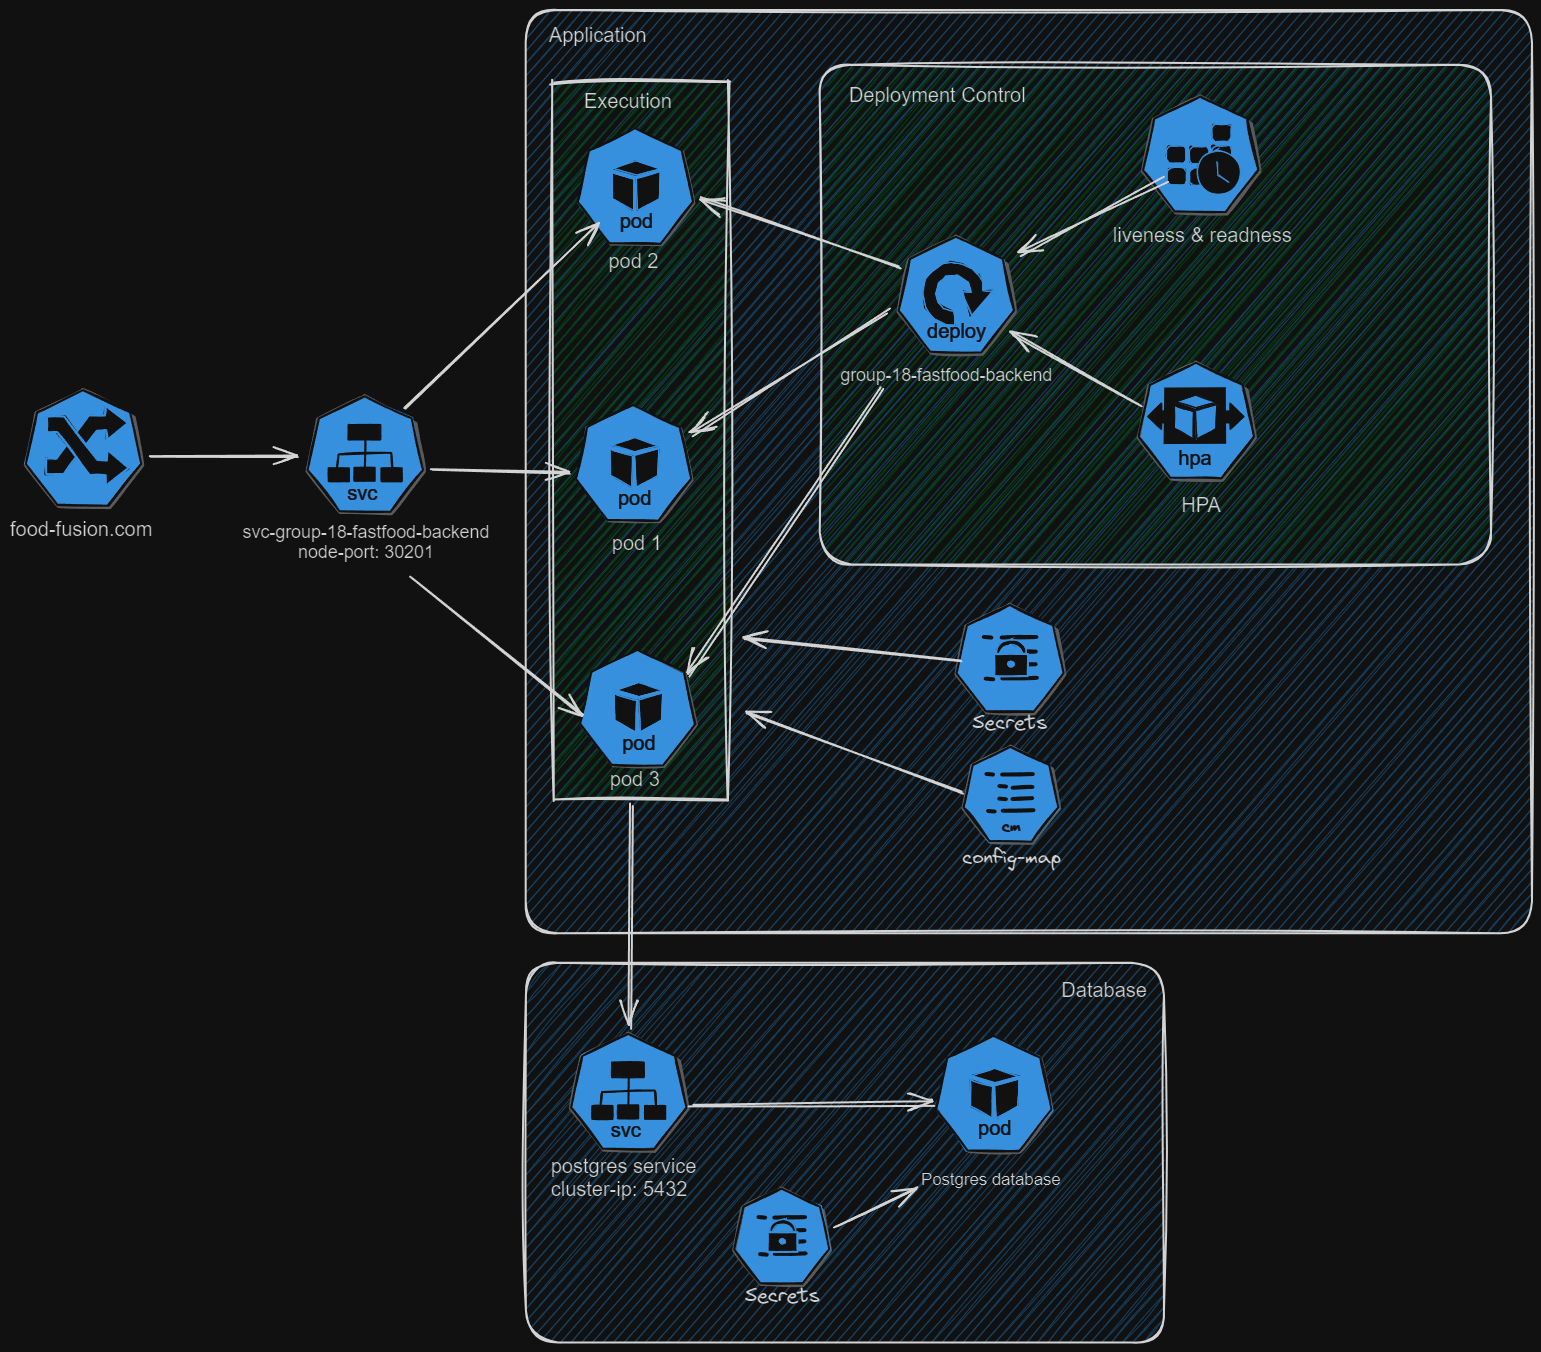 Application
Execution
pod
pod 2
pod
pod 1
pod
pod 3
Deployment Control
liveness & readness
deploy
group-18-fastfood-backend
hpa
HPA
food-fusion.com
svc
svc-group-18-fastfood-backend
node-port: 30201
Secrets
cm
config-map
Database
svc
postgres service
cluster-ip: 5432
pod
Postgres database
Secrets